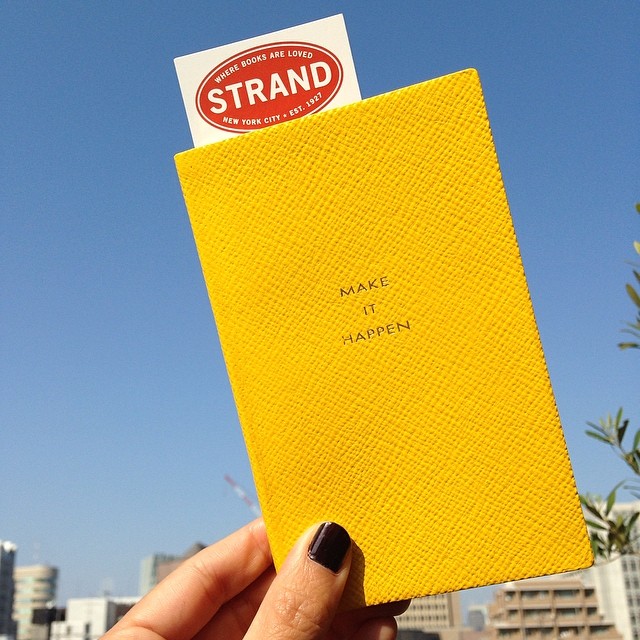 WHERE BOOKS ARE LOVED
STRAND
NEW YORK CITY • EST. 1927
MAKE
IT
HAPPEN